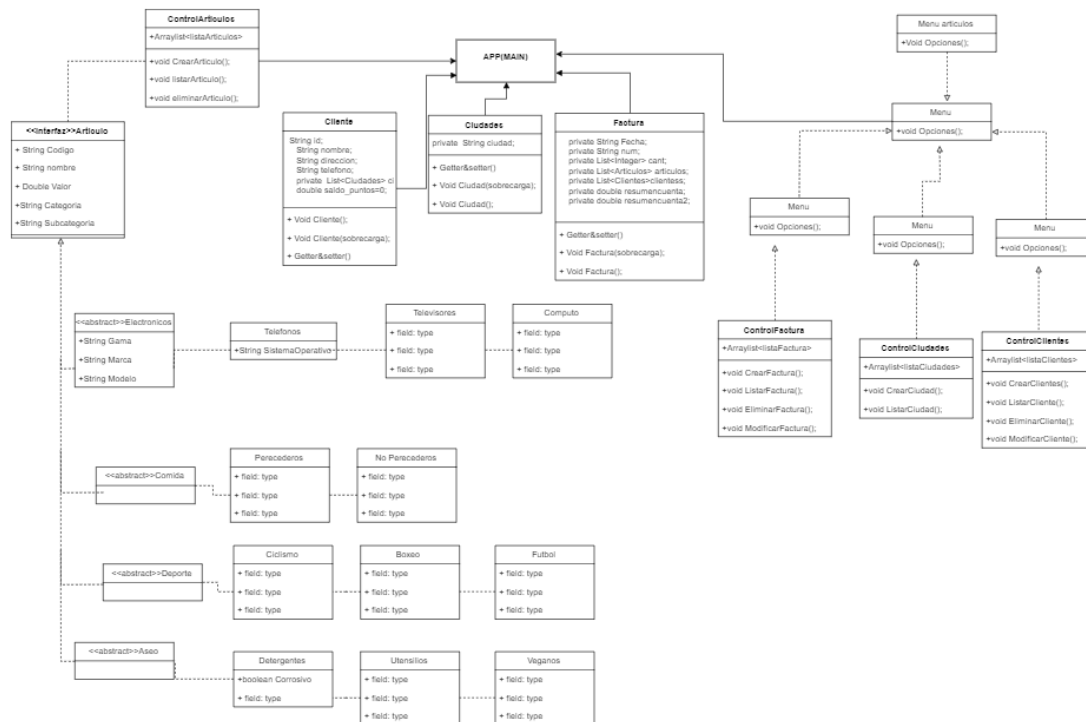 ControlArtículos
+Arraylist<listaArticulos>
+void CrearArticulo();
+void listarArticulo();
+void eliminarArticulo();
APP(MAIN)
Menu articulos
+Void Opciones();
Menu
+void Opciones();
<<Interfaz>>Articulo
+ String Codigo
+ String nombre
+ Double Valor
+String Categoria
+String Subcategoria
Cliente
String id;
String nombre;
String direccion;
String telefono;
private List<Ciudades> ci
double saldo_puntos=0;
+ Void Cliente();
+ Void Cliente(sobrecarga);
+ Getter&setter()
Ciudades
private String ciudad;
+ Getter&setter()
+ Void Ciudad(sobrecarga);
+ Void Ciudad();
Factura
private String Fecha;
private String num;
private List<Integer> cant;
private List<Articulos> articulos;
private List<Clientes>clientess;
private double resumencuenta;
private double resumencuenta2;
+ Getter&setter()
+ Void Factura(sobrecarga);
+ Void Factura();
Menu
+void Opciones();
Menu
+void Opciones();
Menu
+ void Opciones();
<<abstract>>Electronicos
+String Gama
+String Marca
+String Modelo
Telefonos
+String SistemaOperativo
Televisores
+ field: type
+ field: type
+ field: type
Computo
+ field: type
+ field: type
+ field: type
ControlFactura
+Arraylist<listaFactura>
+void CrearFactura();
+void ListarFactura();
+void EliminarFactura();
+void ModificarFactura();
ControlCiudades
+Arraylist<listaCiudades>
+void CrearCiudad();
+void ListarCiudad();
ControlClientes
+Arraylist<listaClientes>
+void CrearClientes();
+void ListarCliente();
+void EliminarCliente();
+void ModificarCliente();
<<abstract>>Comida
Perecederos
+ field: type
+ field: type
+ field: type
No Perecederos
+ field: type
+ field: type
+ field: type
<<abstract>>Deporte
Ciclismo
+ field: type
+ field: type
+ field: type
Boxeo
+ field: type
+ field: type
+ field: type
Futbol
+ field: type
+ field: type
+ field: type
<<abstract>>Aseo
Detergentes
+boolean Corrosivo
+ field: type
Utensilios
+ field: type
+ field: type
+ field: type
Veganos
+ field: type
+ field: type
+ field: type